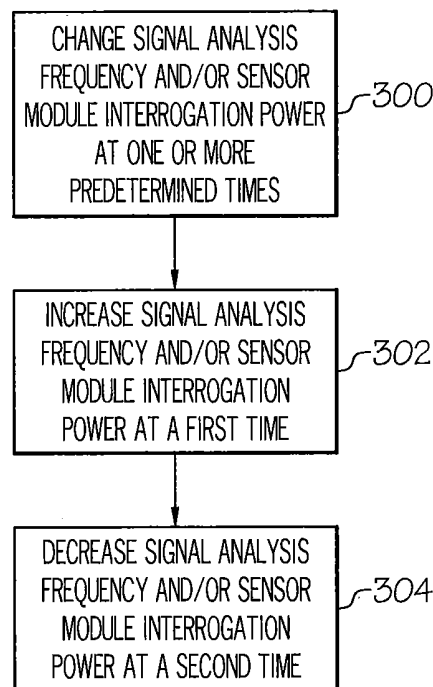 CHANGE SIGNAL ANALYSIS
FREQUENCY AND/OR SENSOR
MODULE INTERROGATION POWER
AT ONE OR MORE
PREDETERMINED TIMES
300
INCREASE SIGNAL ANALYSIS
FREQUENCY AND/OR SENSOR
MODULE INTERROGATION
POWER AT A FIRST TIME
302
DECREASE SIGNAL ANALYSIS
FREQUENCY AND/OR SENSOR
MODULE INTERROGATION
POWER AT A SECOND TIME
304